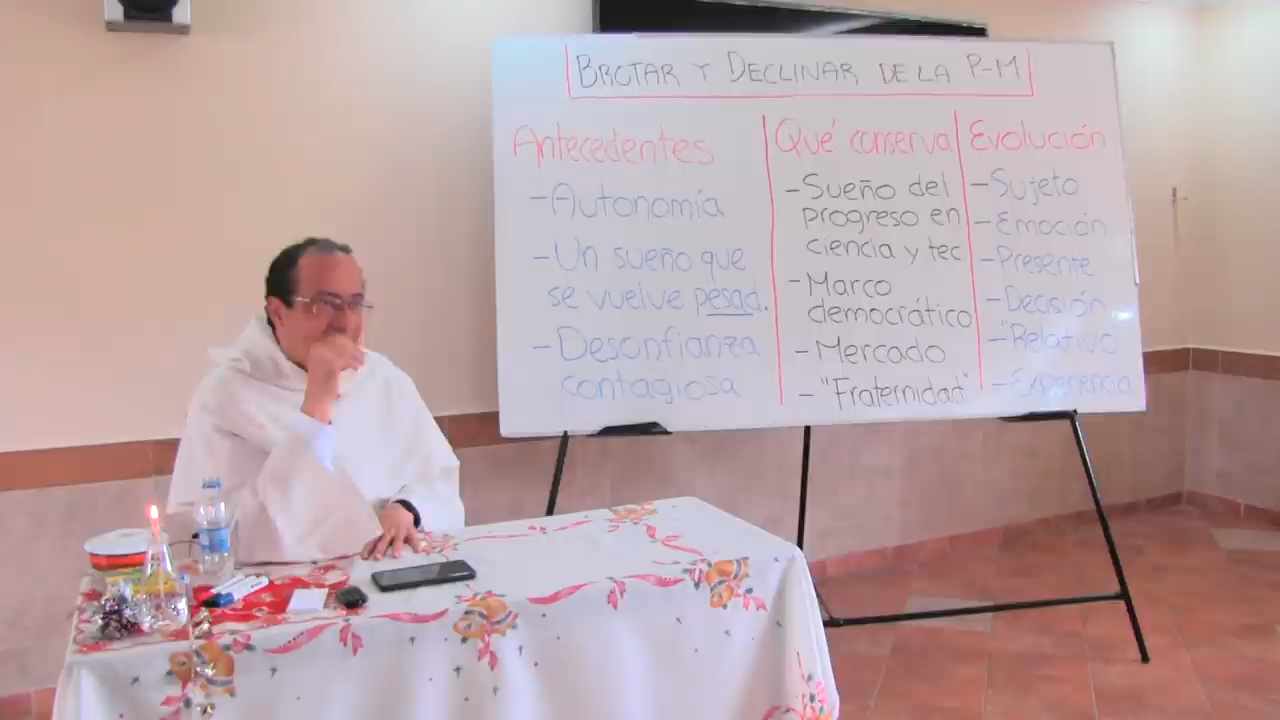 BROTAR Y DECLINAR DE LA P-M
Antecedentes
-Autonomía
-Un sueño que
se vuelve pesad.
-Desonfianza
contagiosa
Qué conserva
-Sueño del
progreso en
ciencia y tec
-Marco
democrático
-Mercado
-"Fraternidad"
Evolución
-Sujeto
-Emoción
-Presente
-Decisión
-"Relativo
-Experiencia